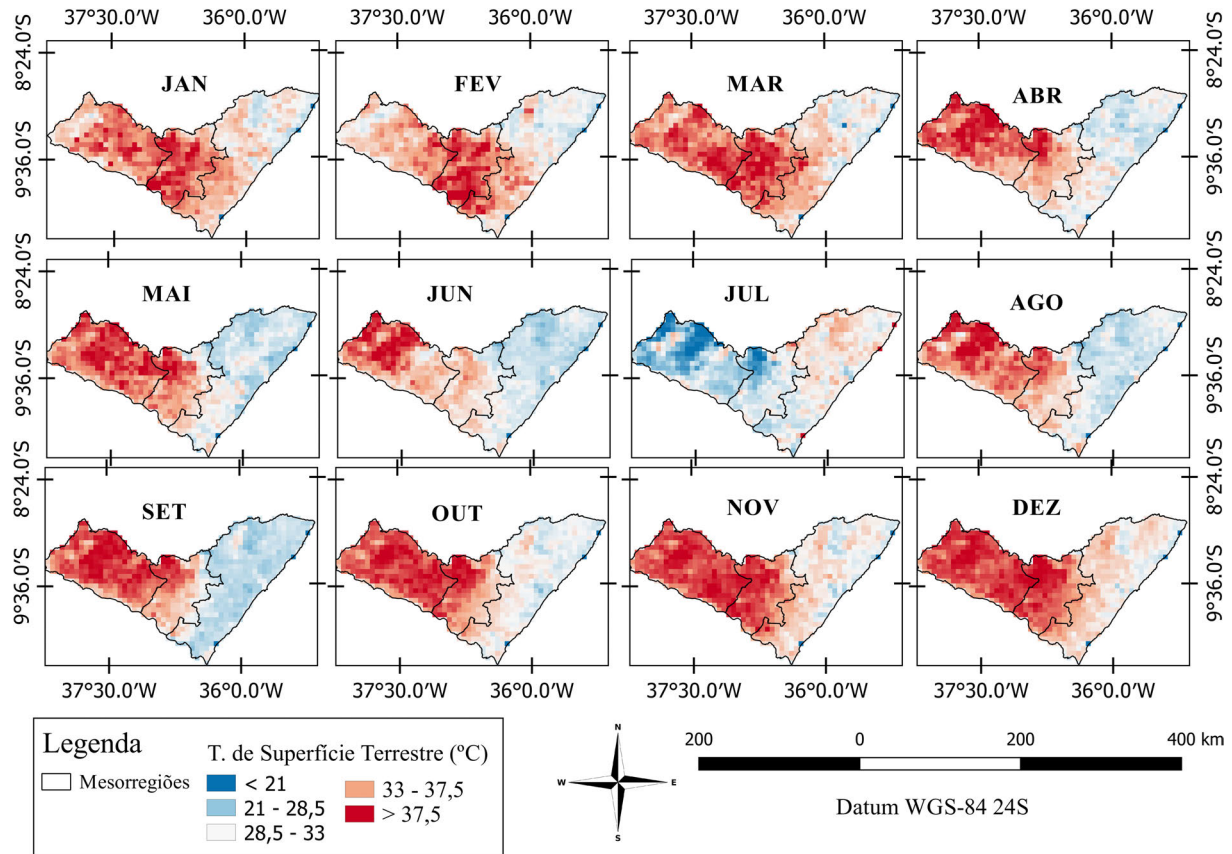 37°30.0′W 36°0.0′W 37°30.0′W 36°0.0′W 37°30.0′W 36°0.0′W 37°30.0′W 36°0.0′W
8°24.0′S 8°24.0′S
JAN FEV MAR ABR
9°36.0′S 9°36.0′S
8°24.0′S 8°24.0′S
MAI JUN JUL AGO
9°36.0′S 9°36.0′S
8°24.0′S 8°24.0′S
SET OUT NOV DEZ
9°36.0′S 9°36.0′S
37°30.0′W 36°0.0′W 37°30.0′W 36°0.0′W 37°30.0′W 36°0.0′W 37°30.0′W 36°0.0′W
Legenda
Mesorregiões
T. de Superfície Terrestre (ºC)
< 21
21 - 28,5
28,5 - 33
33 - 37,5
> 37,5
N
W E
S
200 0 200 400 km
Datum WGS-84 24S